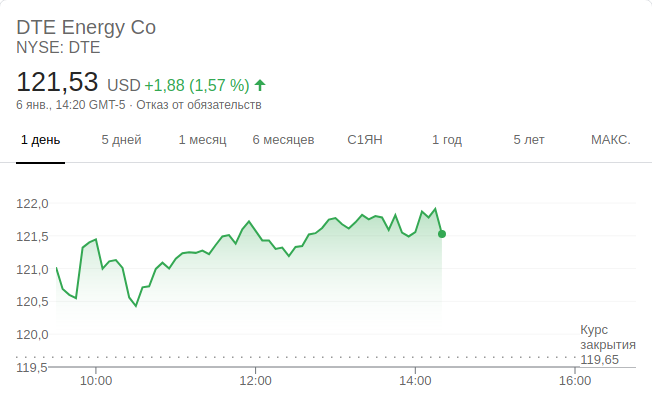 DTE Energy Co
NYSE: DTE
121,53 USD +1,88 (1,57 %)
6 янв., 14:20 GMT-5 · Отказ от обязательств
1 день 5 дней 1 месяц 6 месяцев С1ЯН 1 год 5 лет МАКС.
122,0
121,5
121,0
120,5
120,0
Курс
закрытия
119,65
119,5
10:00 12:00 14:00 16:00